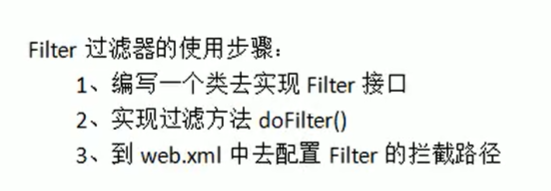 Filter 过滤器的使用步骤：
1、编写一个类去实现 Filter 接口
2、实现过滤方法 doFilter()
3、到 web.xml 中去配置 Filter 的拦截路径